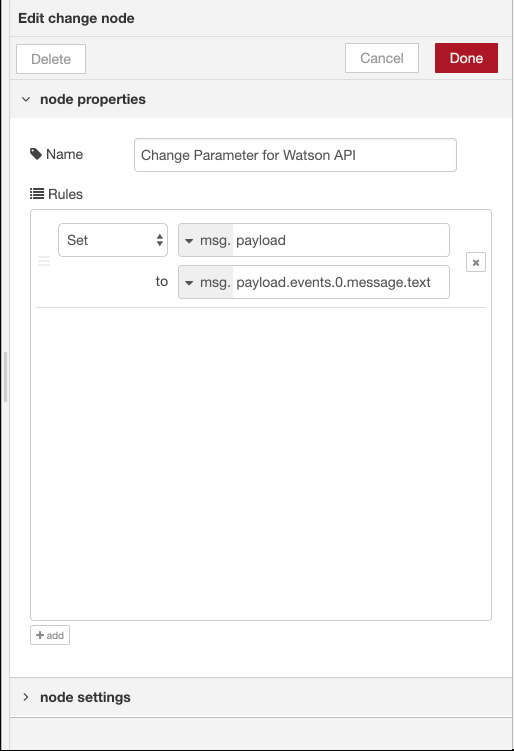 Edit change node
Delete Cancel Done
node properties
Name Change Parameter for Watson API
Rules
Set msg. payload
to msg. payload.events.0.message.text
+ add
node settings